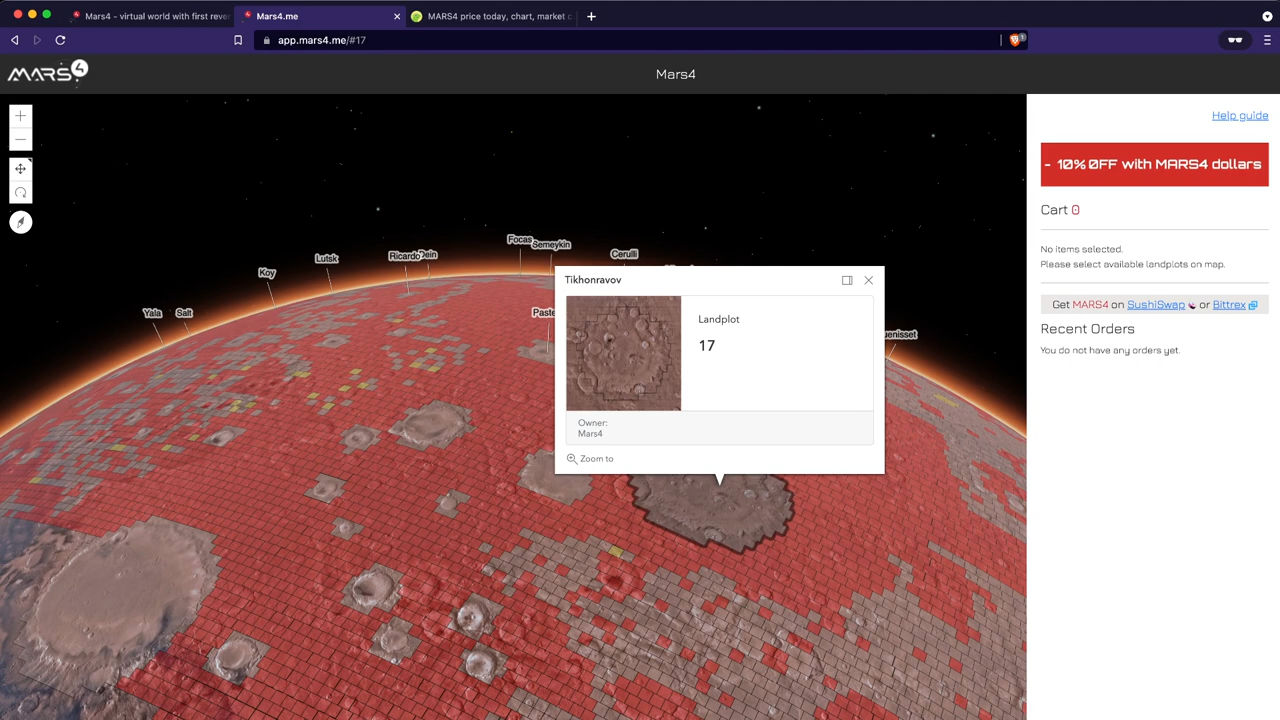 Mars4 - virtual world with first reve
Mars4.me
MARS4 price today, chart, market c
app.mars4.me/#17
1
MARS4
Mars4
Help guide
- 10% OFF with MARS4 dollars
Cart 0
No items selected.
Please select available landplots on map.
Get MARS4 on SushiSwap or Bittrex
Recent Orders
You do not have any orders yet.
Focas
Semeykin
Cerulli
Ricardo
Dein
Lutsk
Koy
Yala
Salt
Paste
uenisset
Tikhonravov
Landplot
17
Owner:
Mars4
Zoom to